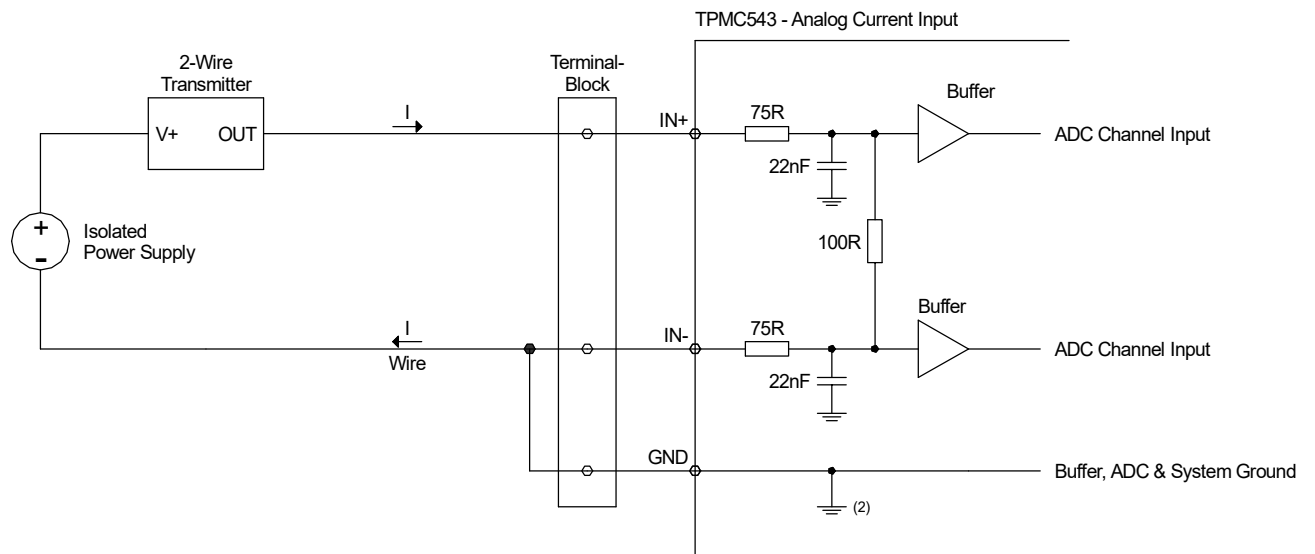 TPMC543 - Analog Current Input
2-Wire
Transmitter
Terminal-
Block
Buffer
I
75R
V+
OUT
IN+
ADC Channel Input
22nF
+
-
Isolated
Power Supply
100R
Buffer
I
75R
IN-
Wire
ADC Channel Input
22nF
GND
Buffer, ADC & System Ground
(2)